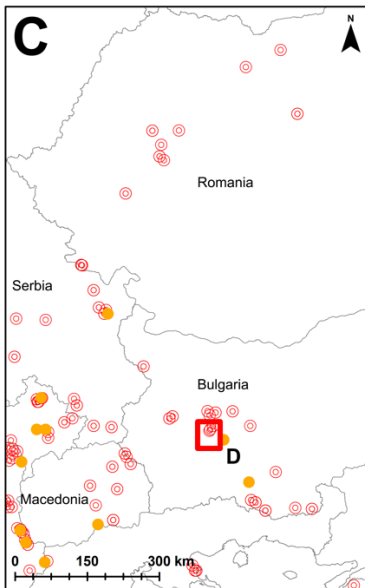 C
N
Romania
Serbia
Bulgaria
D
Macedonia
0 150 300 km